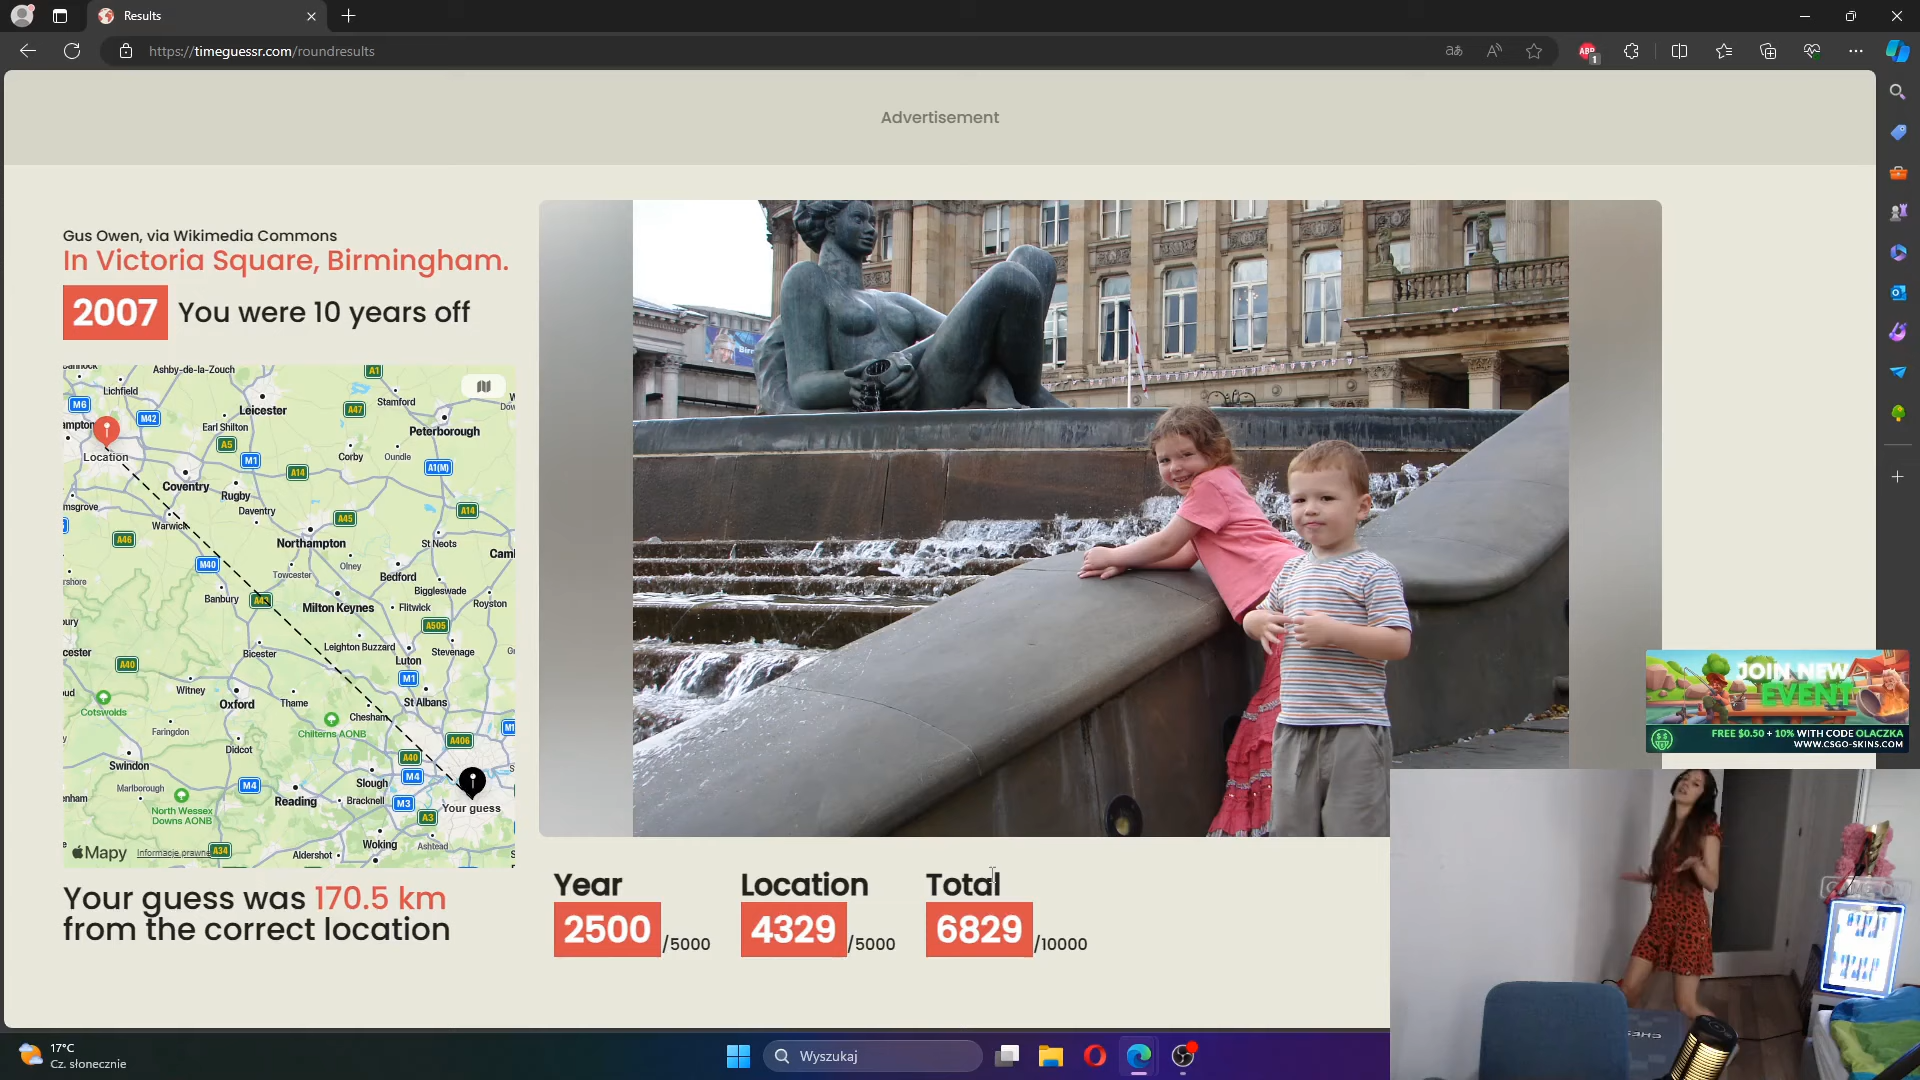 Results
https://timeguessr.com/roundresults
Advertisement
Gus Owen, via Wikimedia Commons
In Victoria Square, Birmingham.
2007 You were 10 years off
Ashby-de-la-Zouch
A1
Lichfield
M6
M42
Leicester
A47
Stamford
Earl Shilton
Peterborough
A5
Location
M1
Corby
Oundle
A1(M)
A14
Coventry
Rugby
Daventry
A14
Warwick
A45
A46
Northampton
St Neots
M40
Towcester
Olney
Bedford
Biggleswade
Banbury
A43
Milton Keynes
Flitwick
Royston
A505
Bicester
Leighton Buzzard
Stevenage
Luton
A40
M1
Witney
Oxford
Thame
St Albans
Cotswolds
Chesham
Faringdon
Chilterns AONB
A406
Didcot
A40
Swindon
M4
Slough
M4
Marlborough
Reading
Bracknell
M3
Your guess
North Wessex
Downs AONB
A3
Woking
Ashtead
Mapy
Informacje prawne
A34
Aldershot
Your guess was 170.5 km
from the correct location
Year
2500 /5000
Location
4329 /5000
Total
6829 /10000
JOIN NEW
EVENT
FREE $0.50 + 10% WITH CODE OLACZKA
WWW.CSGO-SKINS.COM
17°C
Cz. słonecznie
Wyszukaj